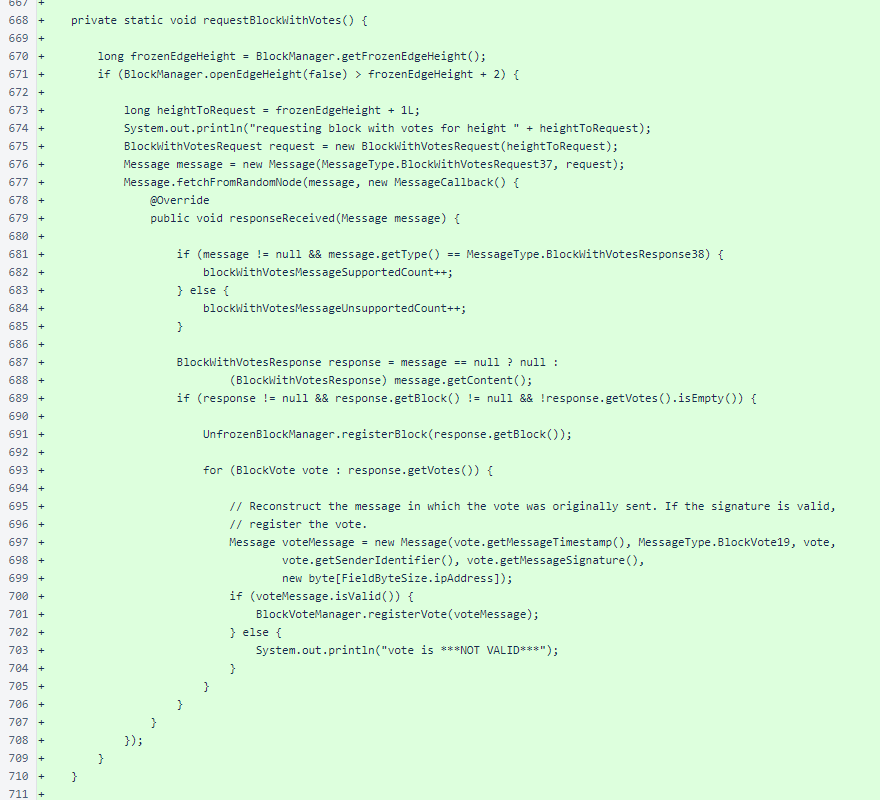 667 +
668 + private static void requestBlockWithVotes() {
669 +
670 + long frozenEdgeHeight = BlockManager.getFrozenEdgeHeight();
671 + if (BlockManager.openEdgeHeight(false) > frozenEdgeHeight + 2) {
672 +
673 + long heightToRequest = frozenEdgeHeight + 1L;
674 + System.out.println("requesting block with votes for height " + heightToRequest);
675 + BlockWithVotesRequest request = new BlockWithVotesRequest(heightToRequest);
676 + Message message = new Message(MessageType.BlockWithVotesRequest37, request);
677 + Message.fetchFromRandomNode(message, new MessageCallback() {
678 + @Override
679 + public void responseReceived(Message message) {
680 +
681 + if (message != null && message.getType() == MessageType.BlockWithVotesResponse38) {
682 + blockWithVotesMessageSupportedCount++;
683 + } else {
684 + blockWithVotesMessageUnsupportedCount++;
685 + }
686 +
687 + BlockWithVotesResponse response = message == null ? null :
688 + (BlockWithVotesResponse) message.getContent();
689 + if (response != null && response.getBlock() != null && !response.getVotes().isEmpty()) {
690 +
691 + UnfrozenBlockManager.registerBlock(response.getBlock());
692 +
693 + for (BlockVote vote : response.getVotes()) {
694 +
695 + // Reconstruct the message in which the vote was originally sent. If the signature is valid,
696 + // register the vote.
697 + Message voteMessage = new Message(vote.getMessageTimestamp(), MessageType.BlockVote19, vote,
698 + vote.getSenderIdentifier(), vote.getMessageSignature(),
699 + new byte[FieldByteSize.ipAddress]);
700 + if (voteMessage.isValid()) {
701 + BlockVoteManager.registerVote(voteMessage);
702 + } else {
703 + System.out.println("vote is ***NOT VALID***");
704 + }
705 + }
706 + }
707 + }
708 + });
709 + }
710 + }
711 +